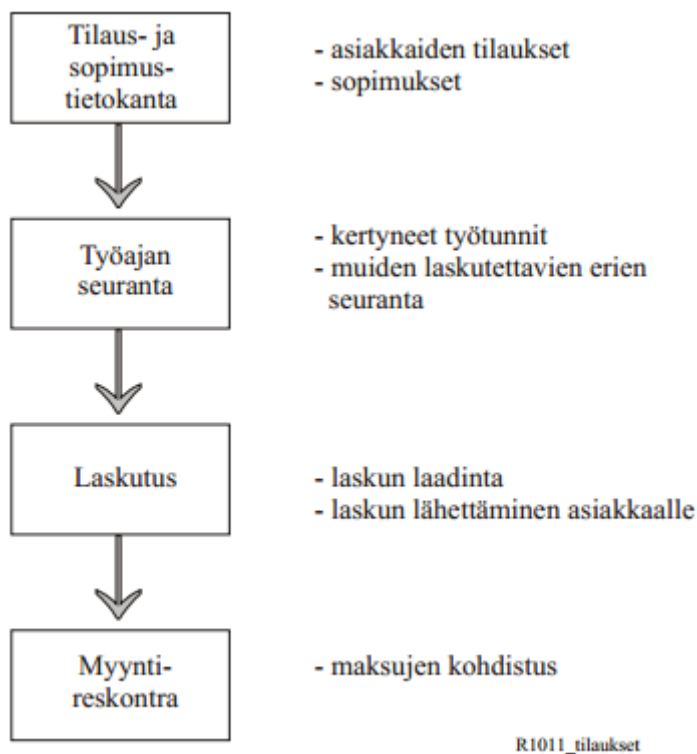 Tilaus- ja
sopimus-
tietokanta
- asiakkaiden tilaukset
- sopimukset
Työajan
seuranta
- kertyneet työtunnit
- muiden laskutettavien erien
seuranta
Laskutus
- laskun laadinta
- laskun lähettäminen asiakkaalle
Myynti-
reskontra
- maksujen kohdistus
R1011_tilaukset